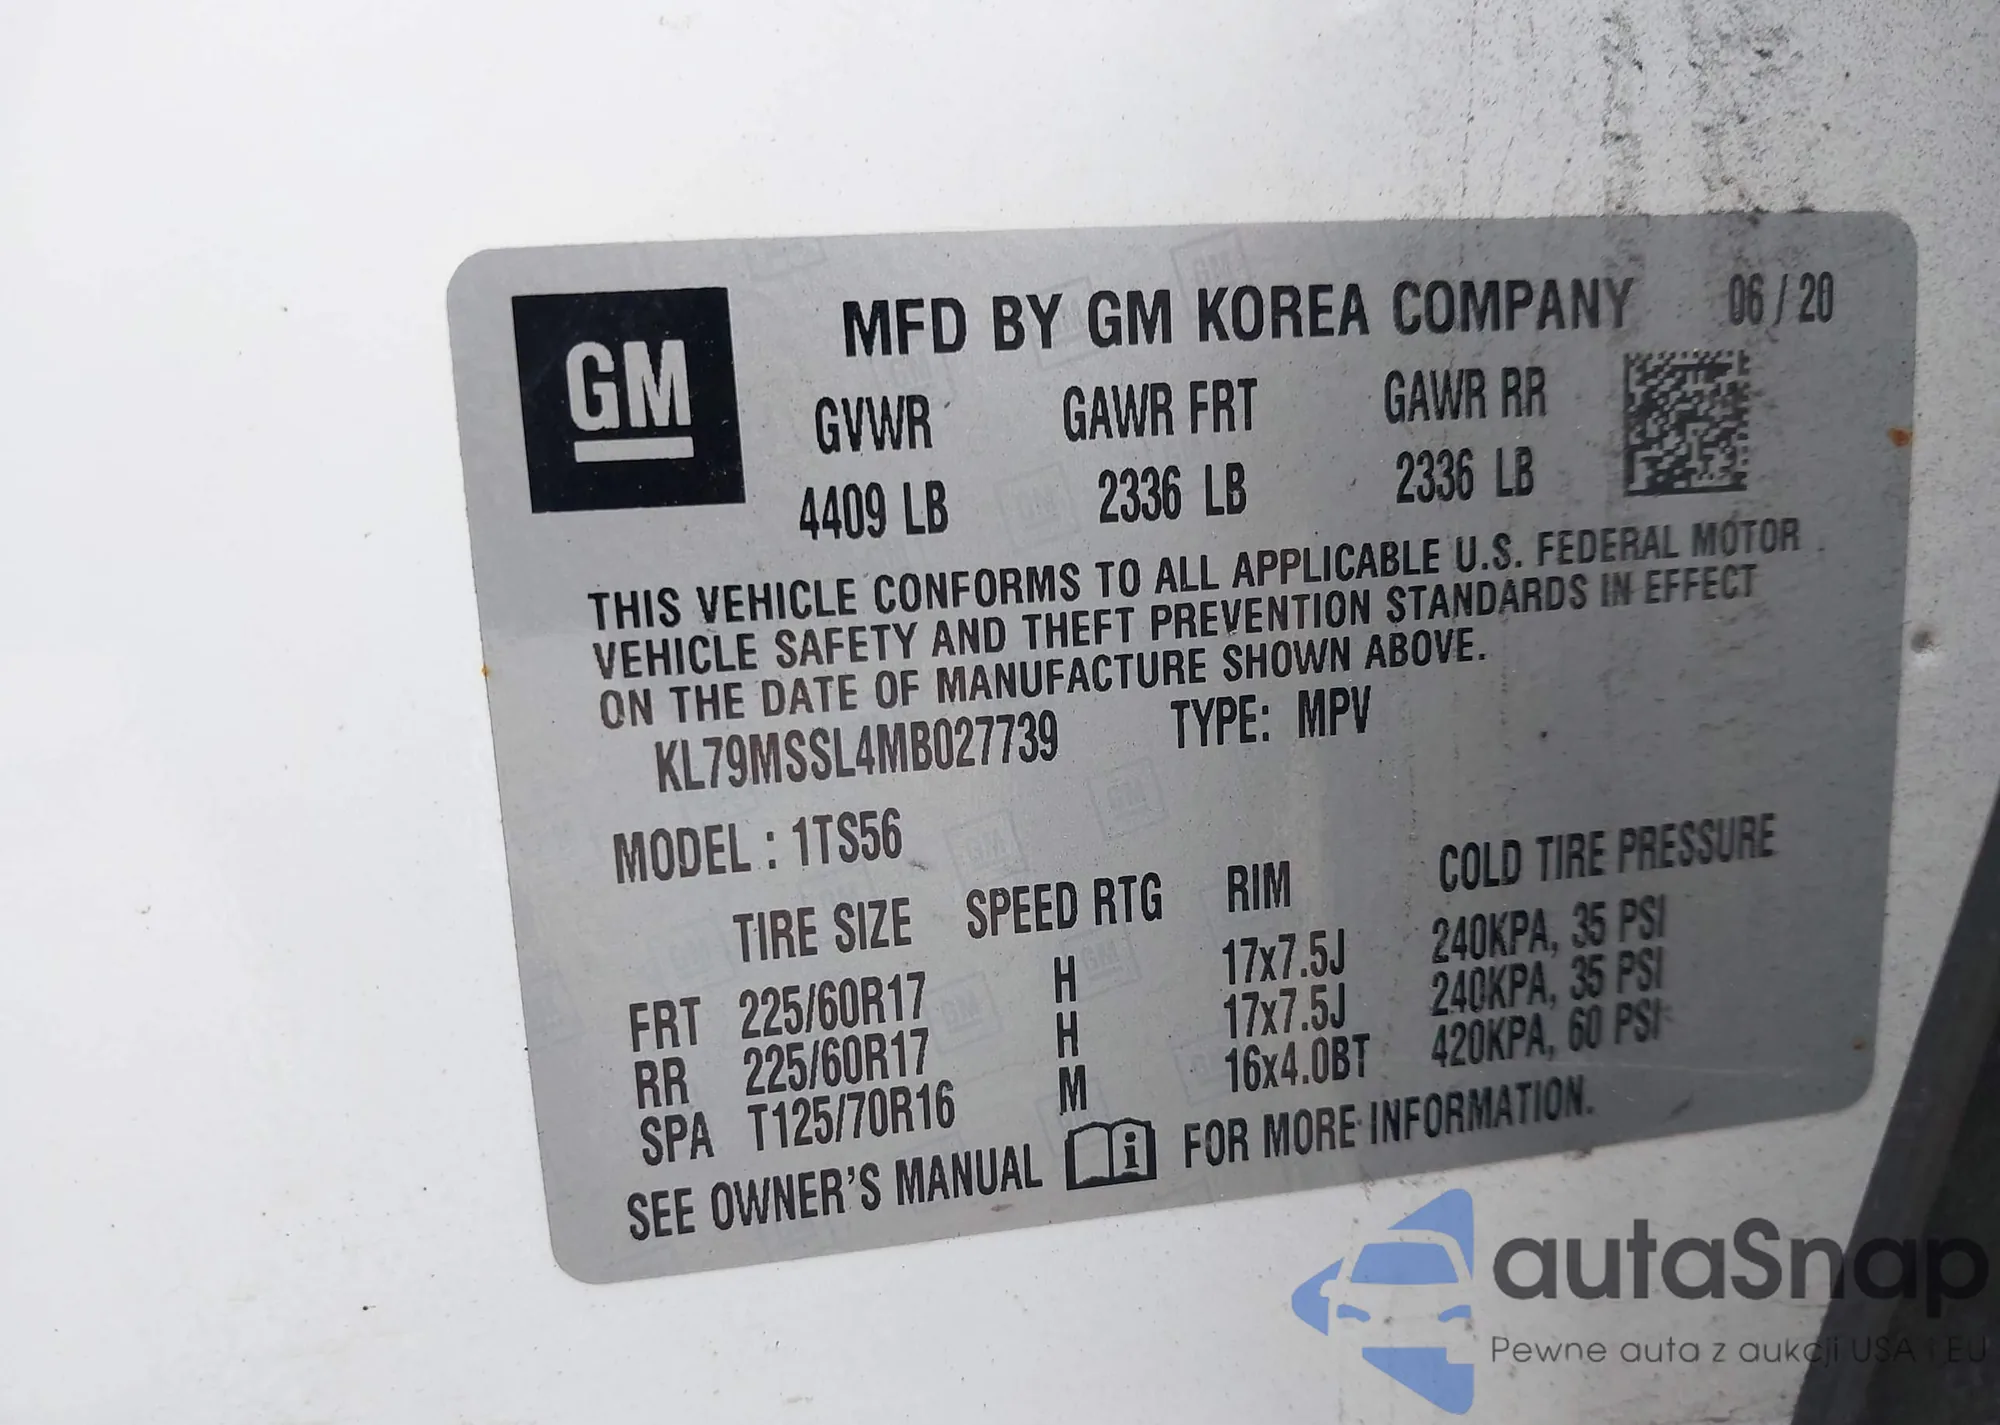 GM
MFD BY GM KOREA COMPANY 06 / 20
GVWR GAWR FRT GAWR RR
4409 LB 2336 LB 2336 LB
THIS VEHICLE CONFORMS TO ALL APPLICABLE U.S. FEDERAL MOTOR
VEHICLE SAFETY AND THEFT PREVENTION STANDARDS IN EFFECT
ON THE DATE OF MANUFACTURE SHOWN ABOVE.
KL79MSSL4MB027739 TYPE: MPV
MODEL : 1TS56
TIRE SIZE SPEED RTG RIM COLD TIRE PRESSURE
FRT 225/60R17 H 17x7.5J 240KPA, 35 PSI
RR 225/60R17 H 17x7.5J 240KPA, 35 PSI
SPA T125/70R16 M 16x4.0BT 420KPA, 60 PSI
SEE OWNER'S MANUAL i FOR MORE INFORMATION.
autaSnap
Pewne auta z aukcji USA i EU